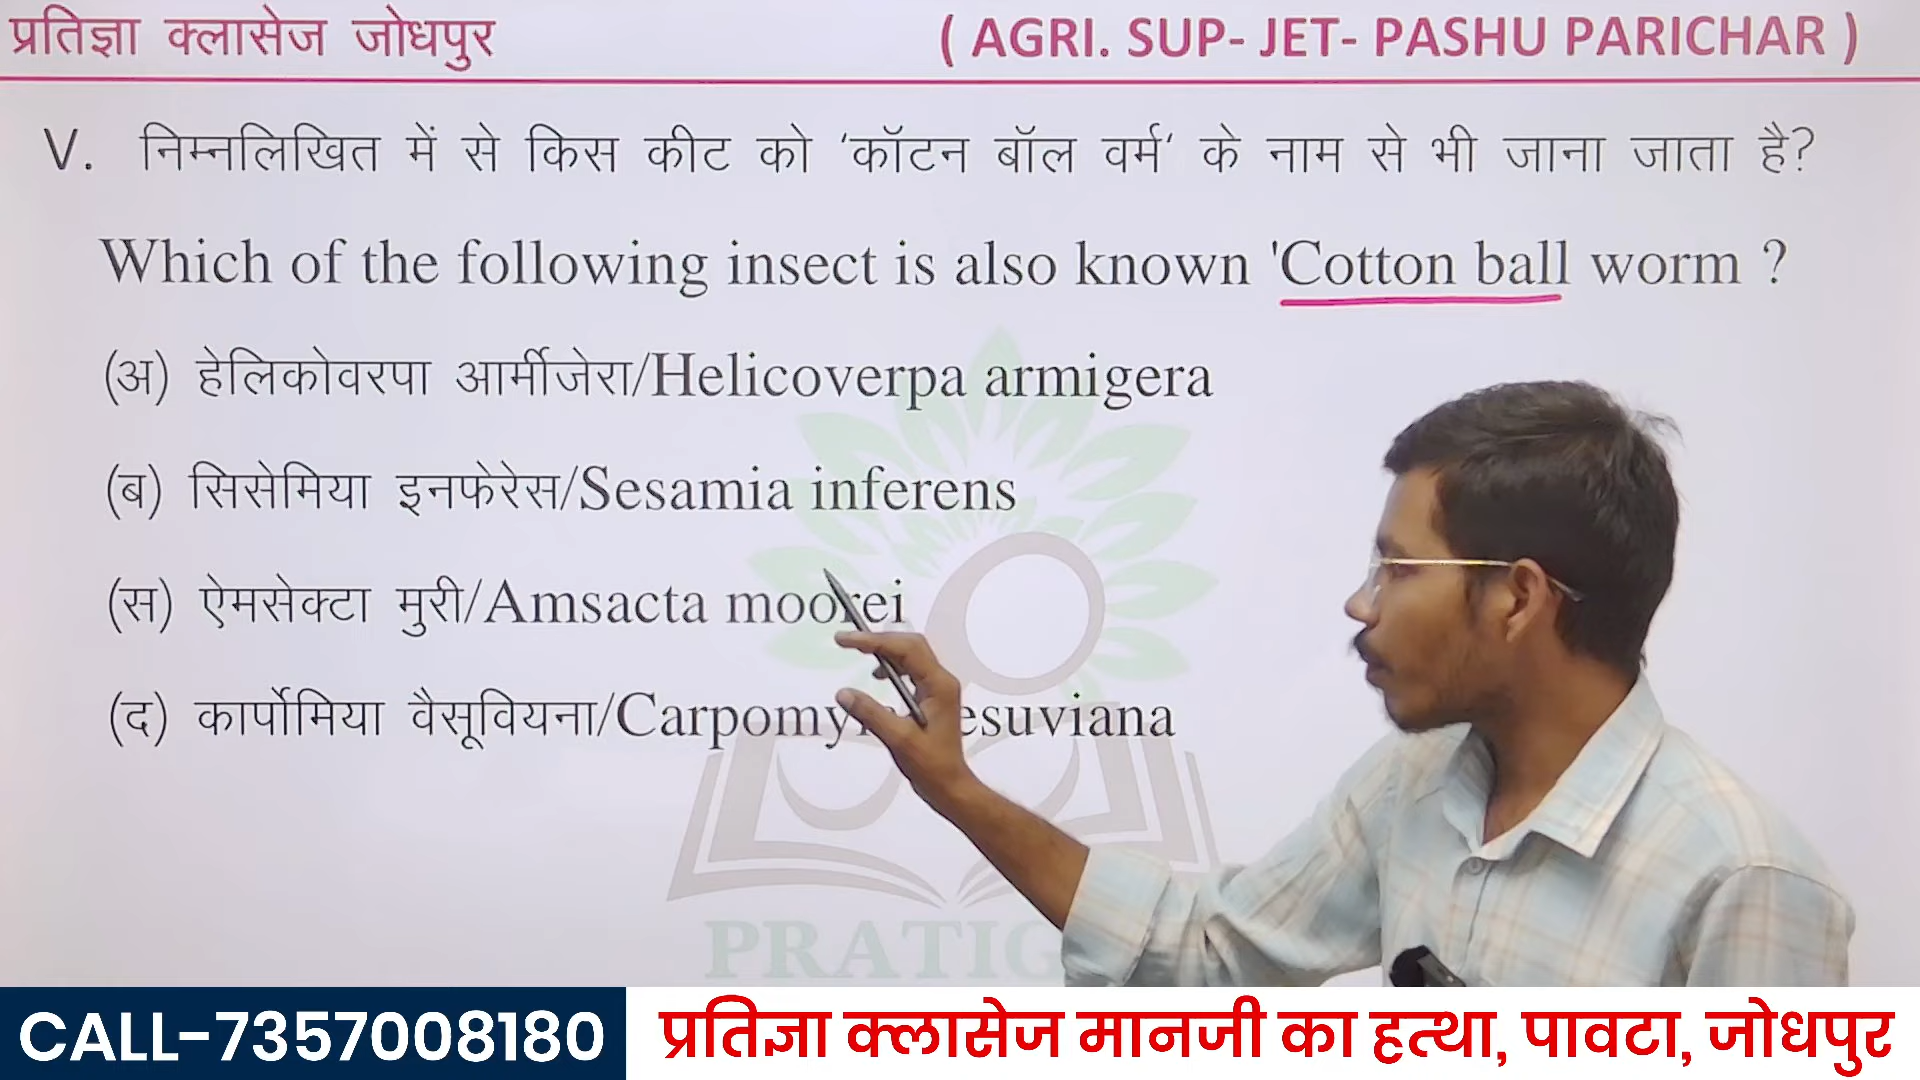 प्रतिज्ञा क्लासेज जोधपुर
( AGRI. SUP- JET- PASHU PARICHAR )
V. निम्नलिखित में से किस कीट को 'कॉटन बॉल वर्म' के नाम से भी जाना जाता है?
Which of the following insect is also known 'Cotton ball worm ?
(अ) हेलिकोवरपा आर्मीजेरा/Helicoverpa armigera
(ब) सिसेमिया इनफेरेस/Sesamia inferens
(स) ऐमसेक्टा मुरी/Amsacta moorei
(द) कार्पोमिया वैसूवियना/
PRATIG
CALL-7357008180
प्रतिज्ञा क्लासेज मानजी का हत्था, पावटा, जोधपुर